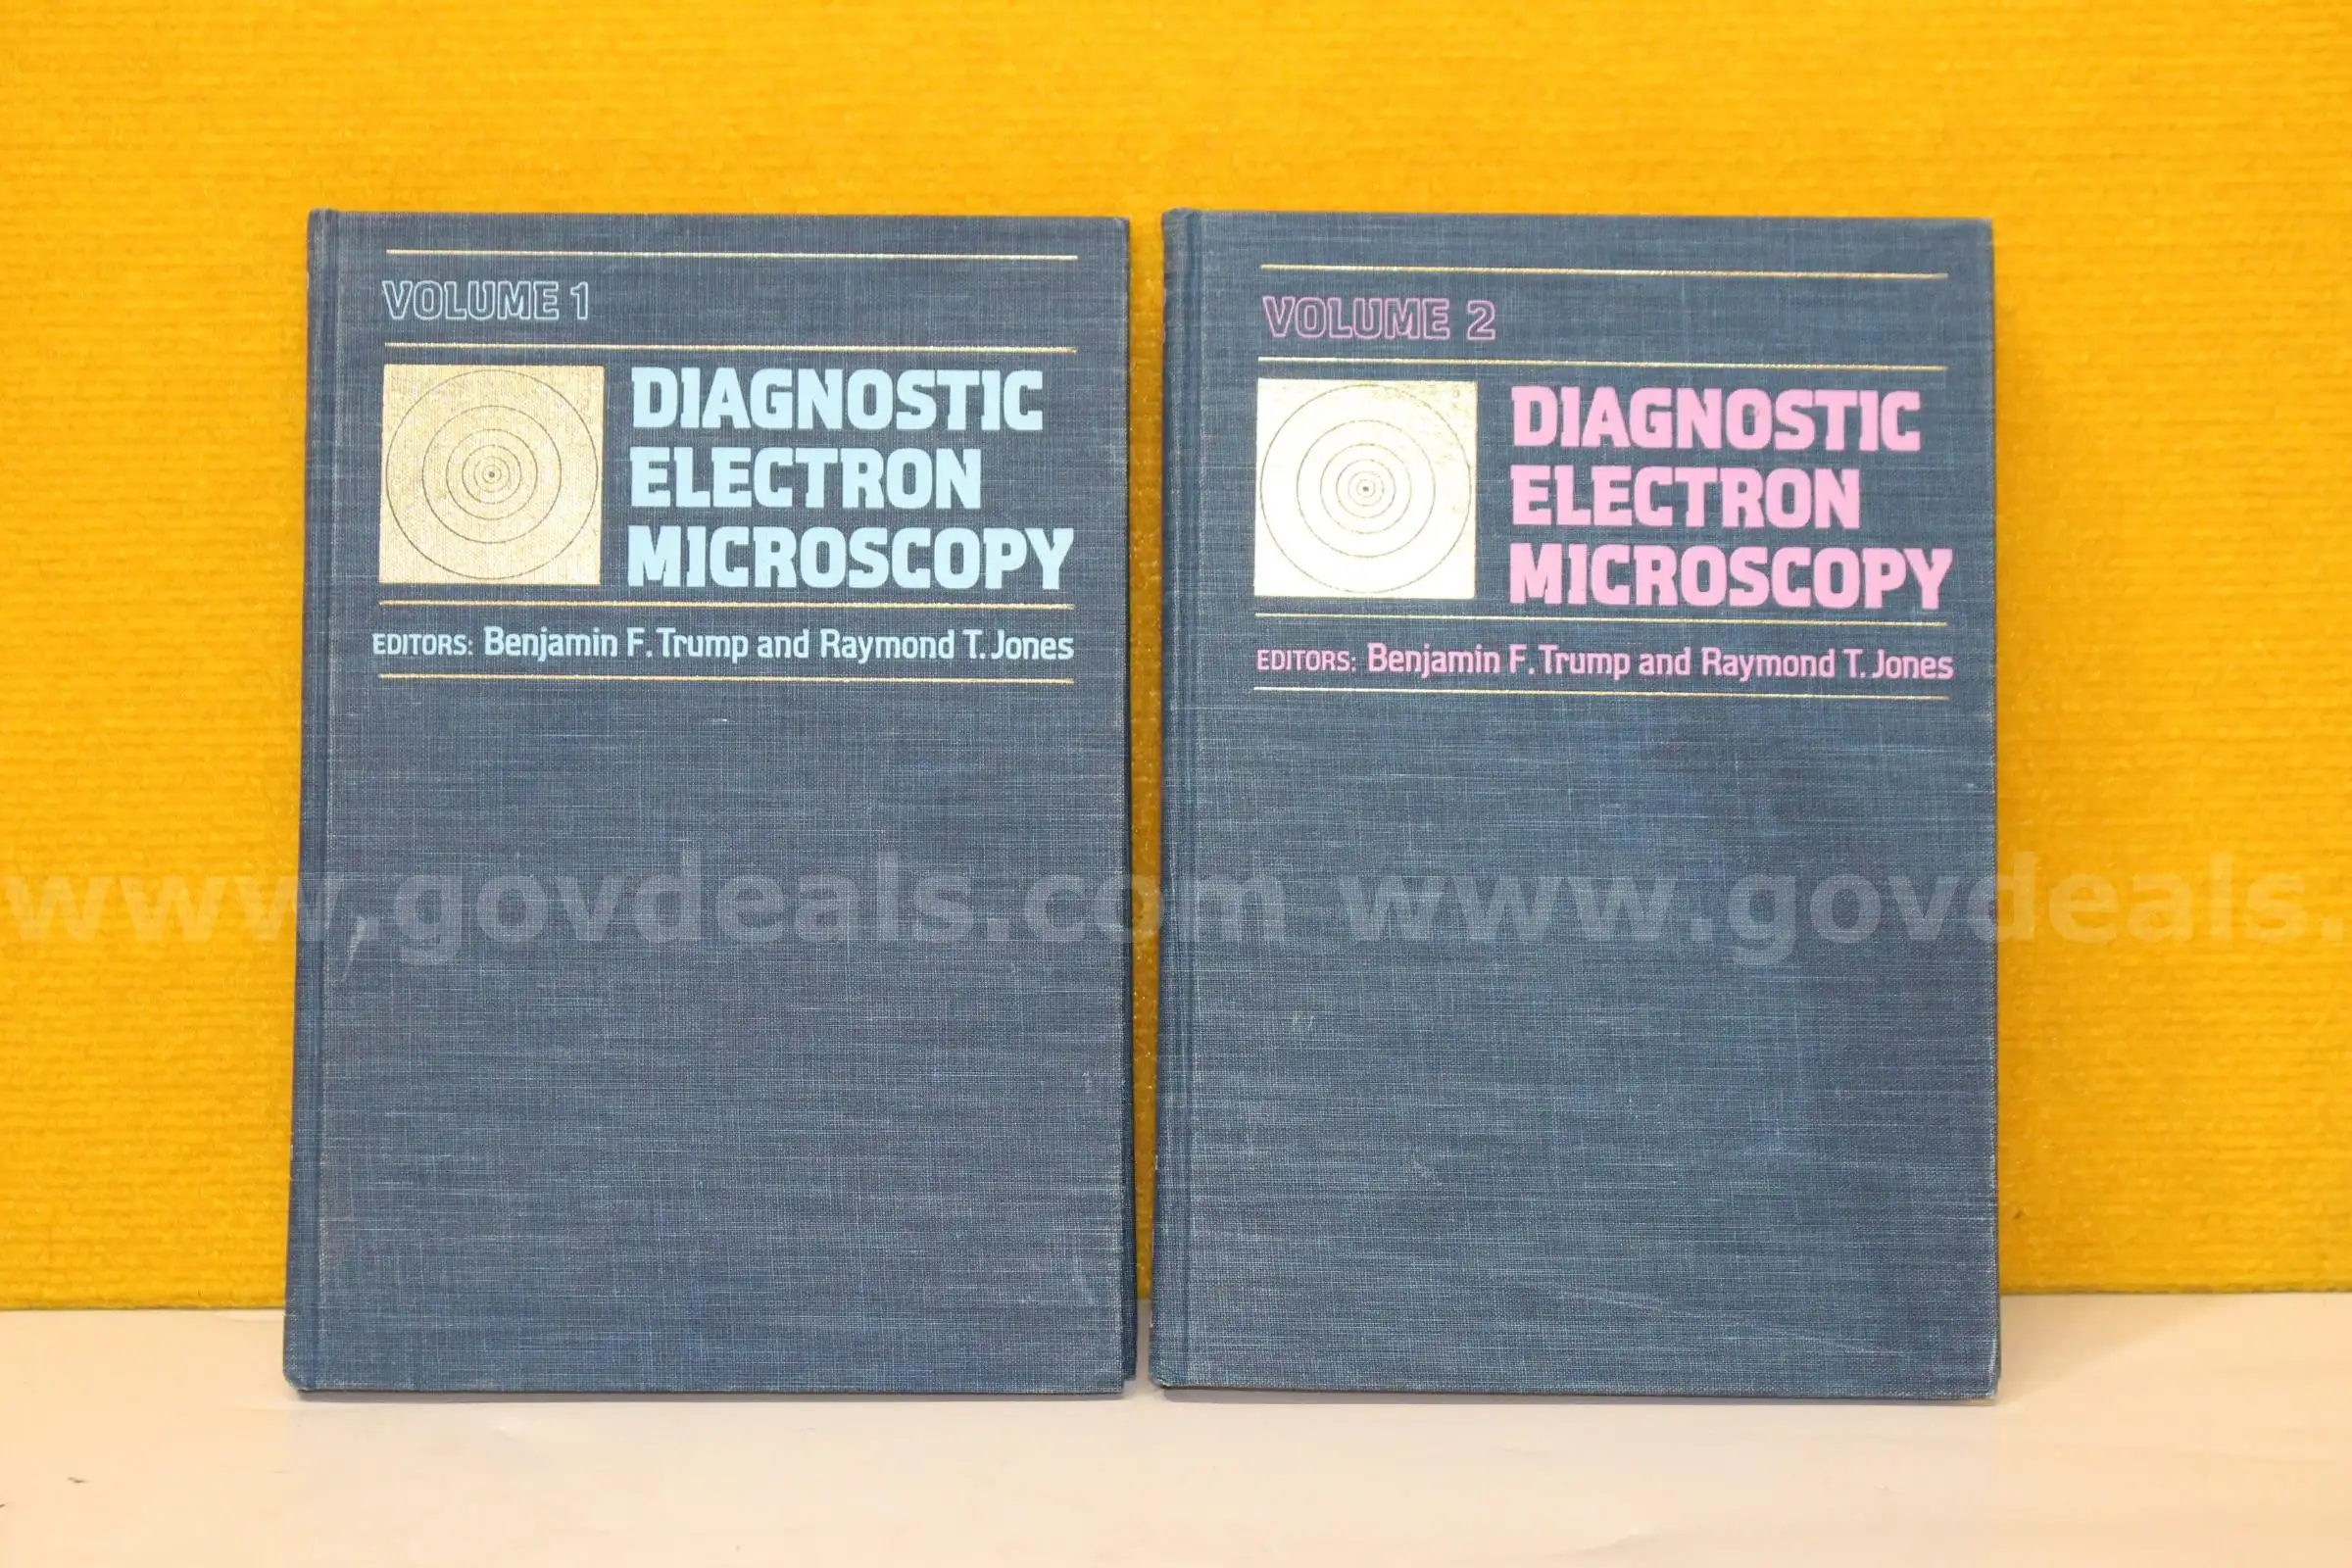 VOLUME 1
DIAGNOSTIC
ELECTRON
MICROSCOPY
EDITORS: Benjamin F. Trump and Raymond T. Jones
VOLUME 2
DIAGNOSTIC
ELECTRON
MICROSCOPY
EDITORS: Benjamin F. Trump and Raymond T. Jones
www.govdeals.com www.govdeals.